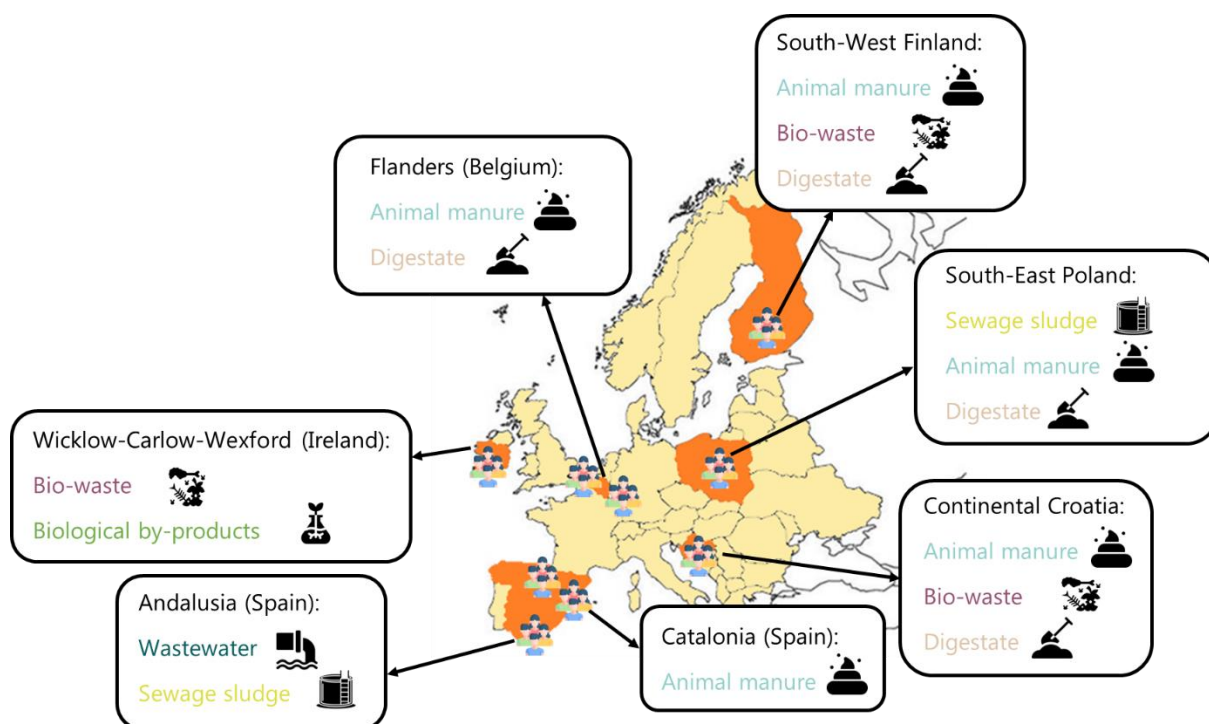 South-West Finland:
Animal manure
Bio-waste
Digestate
Flanders (Belgium):
Animal manure
Digestate
South-East Poland:
Sewage sludge
Animal manure
Digestate
Wicklow-Carlow-Wexford (Ireland):
Bio-waste
Biological by-products
Continental Croatia:
Animal manure
Bio-waste
Digestate
Andalusia (Spain):
Wastewater
Sewage sludge
Catalonia (Spain):
Animal manure